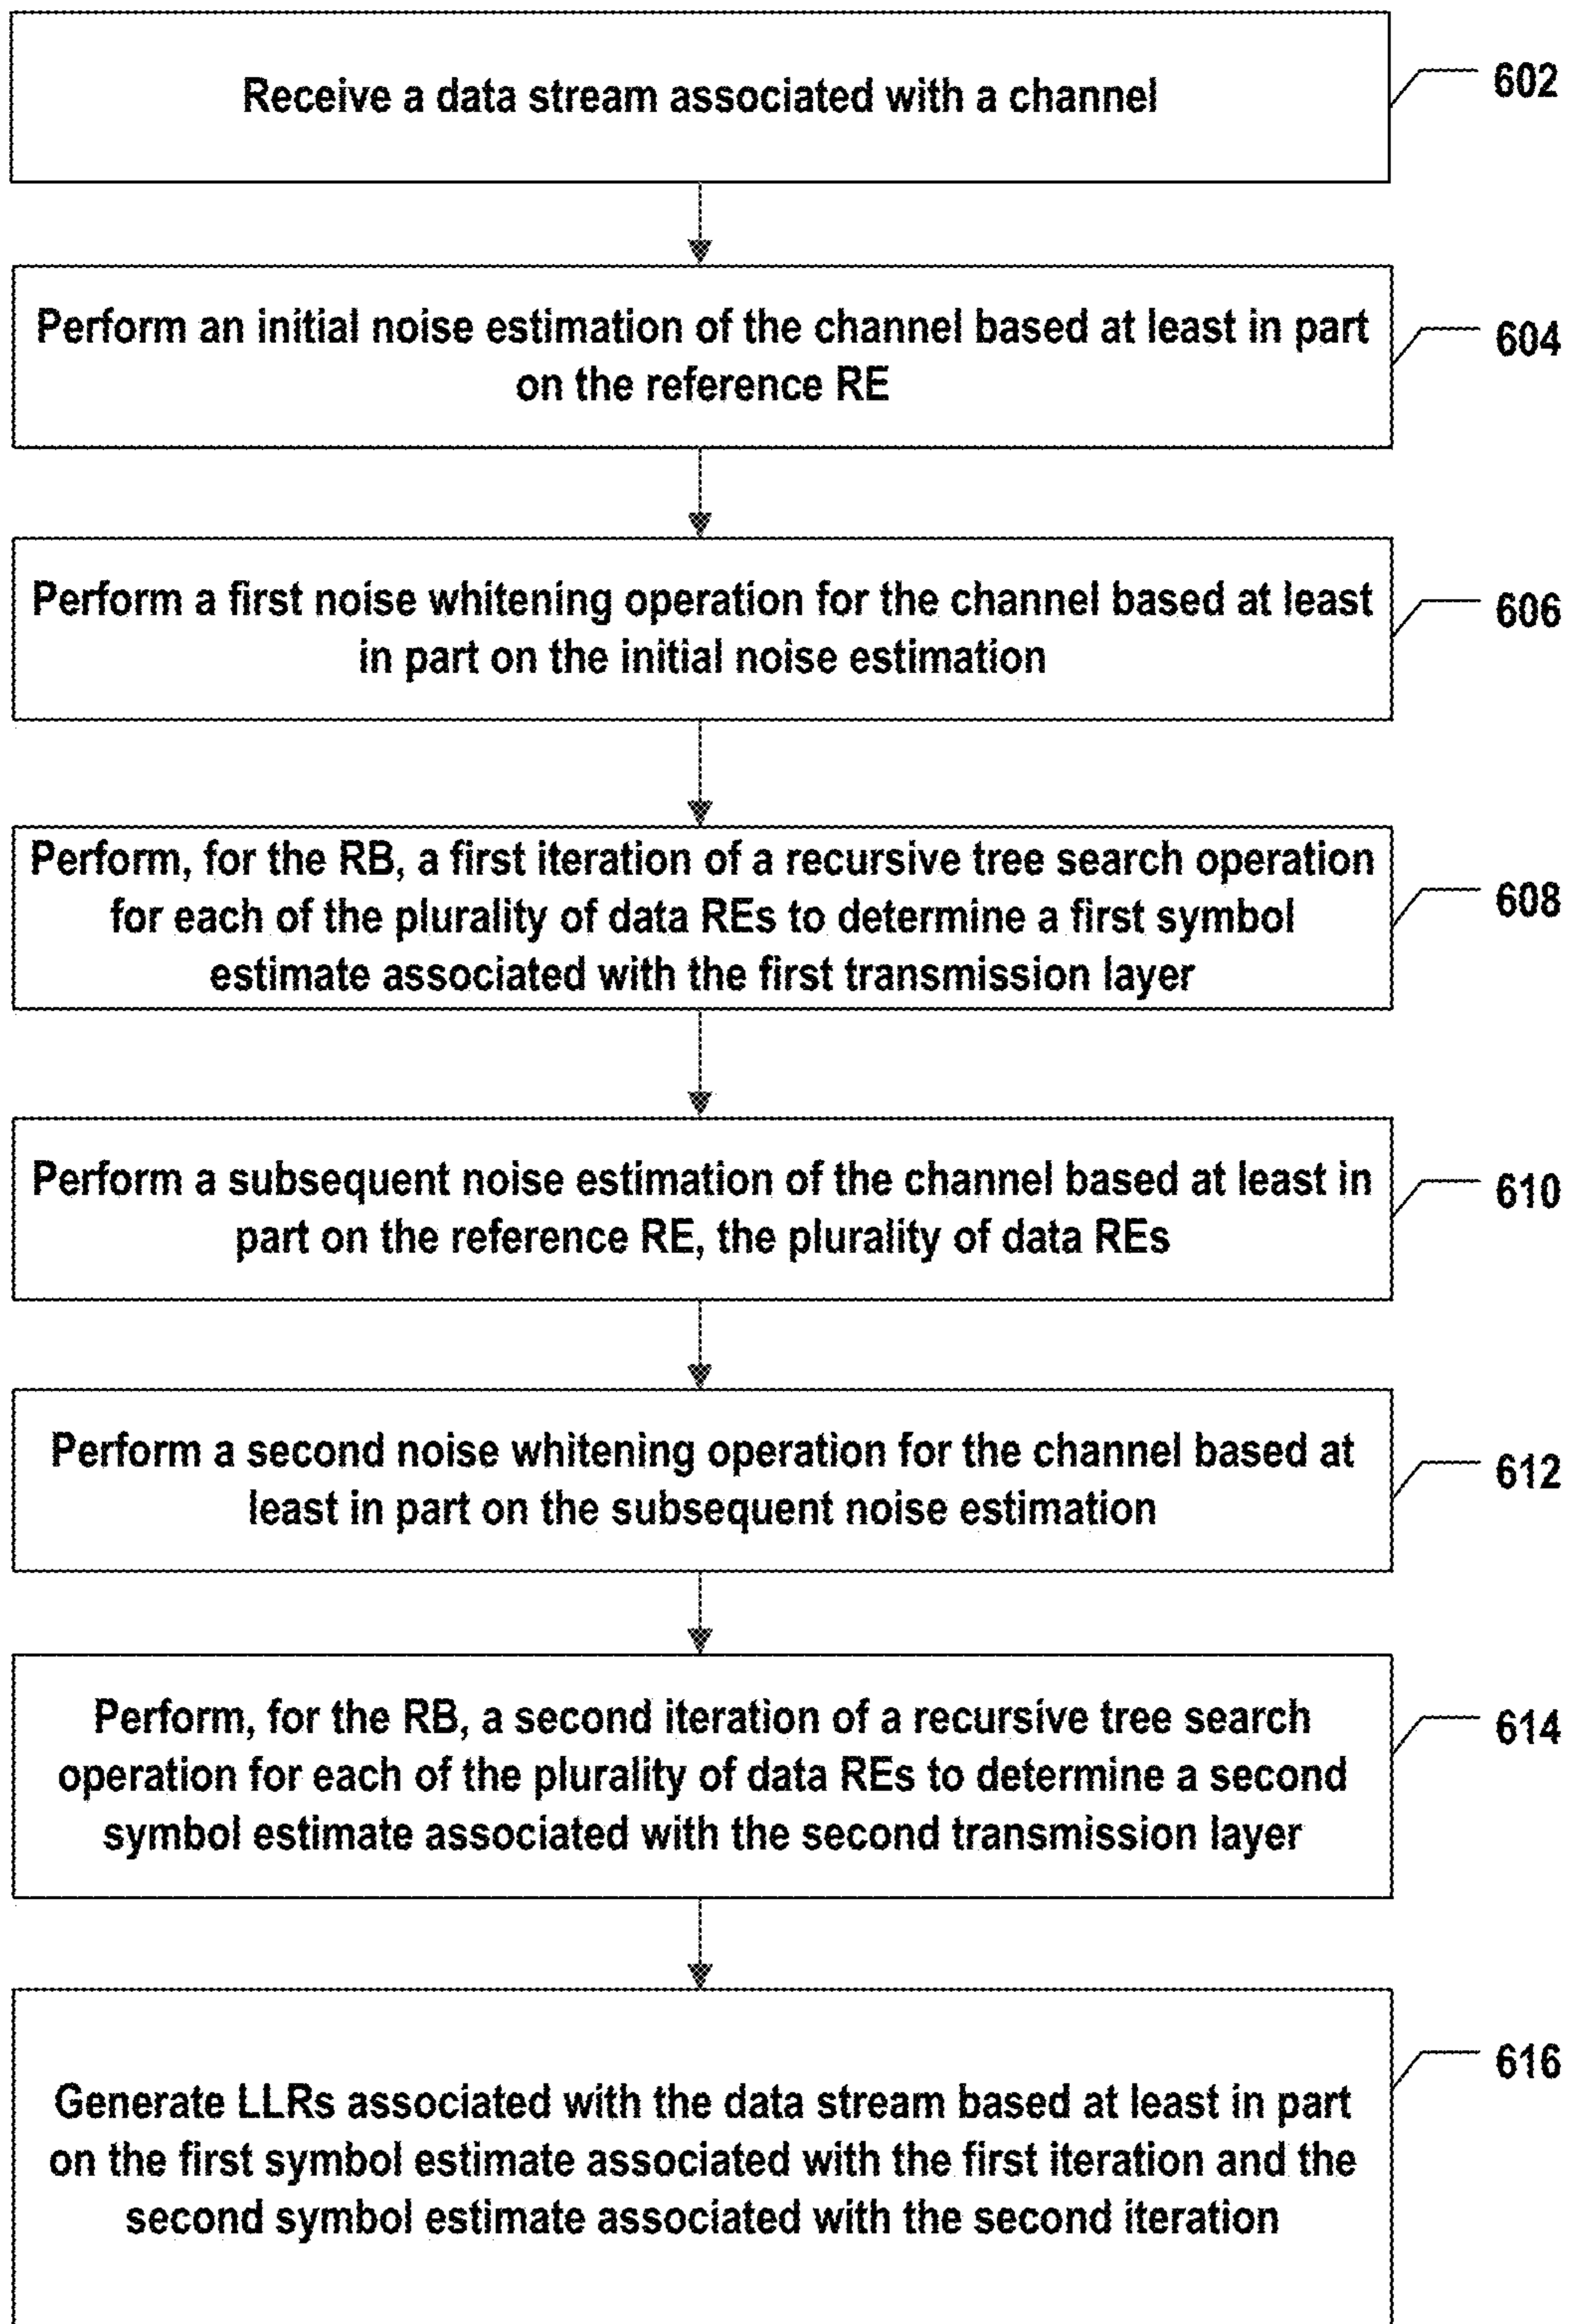 Receive a data stream associated with a channel
602
Perform an initial noise estimation of the channel based at least in part
on the reference RE
604
Perform a first noise whitening operation for the channel based at least
in part on the initial noise estimation
606
Perform, for the RB, a first iteration of a recursive tree search operation
for each of the plurality of data REs to determine a first symbol
estimate associated with the first transmission layer
608
Perform a subsequent noise estimation of the channel based at least in
part on the reference RE, the plurality of data REs
610
Perform a second noise whitening operation for the channel based at
least in part on the subsequent noise estimation
612
Perform, for the RB, a second iteration of a recursive tree search
operation for each of the plurality of data REs to determine a second
symbol estimate associated with the second transmission layer
614
Generate LLRs associated with the data stream based at least in part
on the first symbol estimate associated with the first iteration and the
second symbol estimate associated with the second iteration
616